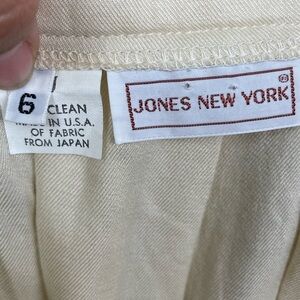 6
CLEAN
MADE IN U.S.A.
OF FABRIC
FROM JAPAN
JONES NEW YORK ®